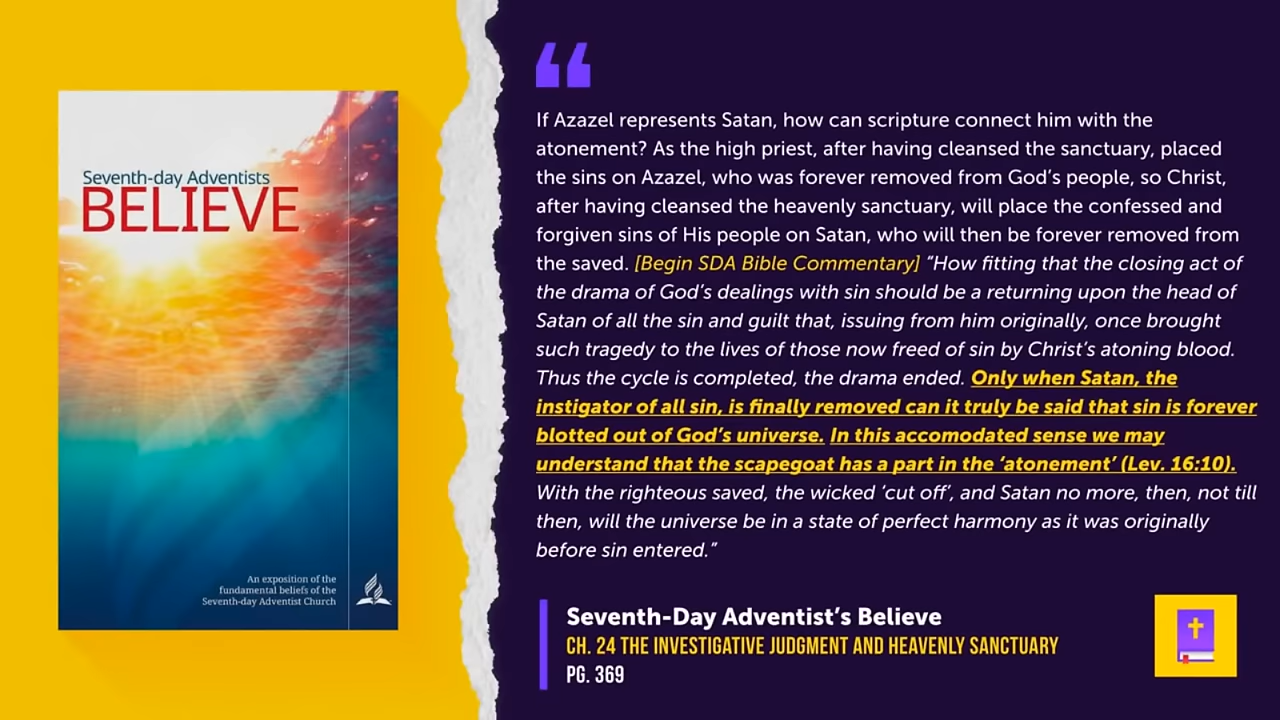 Seventh-day Adventists
BELIEVE
An exposition of the
fundamental beliefs of the
Seventh-day Adventist Church
“
If Azazel represents Satan, how can scripture connect him with the
atonement? As the high priest, after having cleansed the sanctuary, placed
the sins on Azazel, who was forever removed from God’s people, so Christ,
after having cleansed the heavenly sanctuary, will place the confessed and
forgiven sins of His people on Satan, who will then be forever removed from
the saved. [Begin SDA Bible Commentary] “How fitting that the closing act of
the drama of God’s dealings with sin should be a returning upon the head of
Satan of all the sin and guilt that, issuing from him originally, once brought
such tragedy to the lives of those now freed of sin by Christ’s atoning blood.
Thus the cycle is completed, the drama ended. Only when Satan, the
instigator of all sin, is finally removed can it truly be said that sin is forever
blotted out of God’s universe. In this accomodated sense we may
understand that the scapegoat has a part in the ‘atonement’ (Lev. 16:10).
With the righteous saved, the wicked ‘cut off’, and Satan no more, then, not till
then, will the universe be in a state of perfect harmony as it was originally
before sin entered.”
Seventh-Day Adventist’s Believe
CH. 24 THE INVESTIGATIVE JUDGMENT AND HEAVENLY SANCTUARY
PG. 369